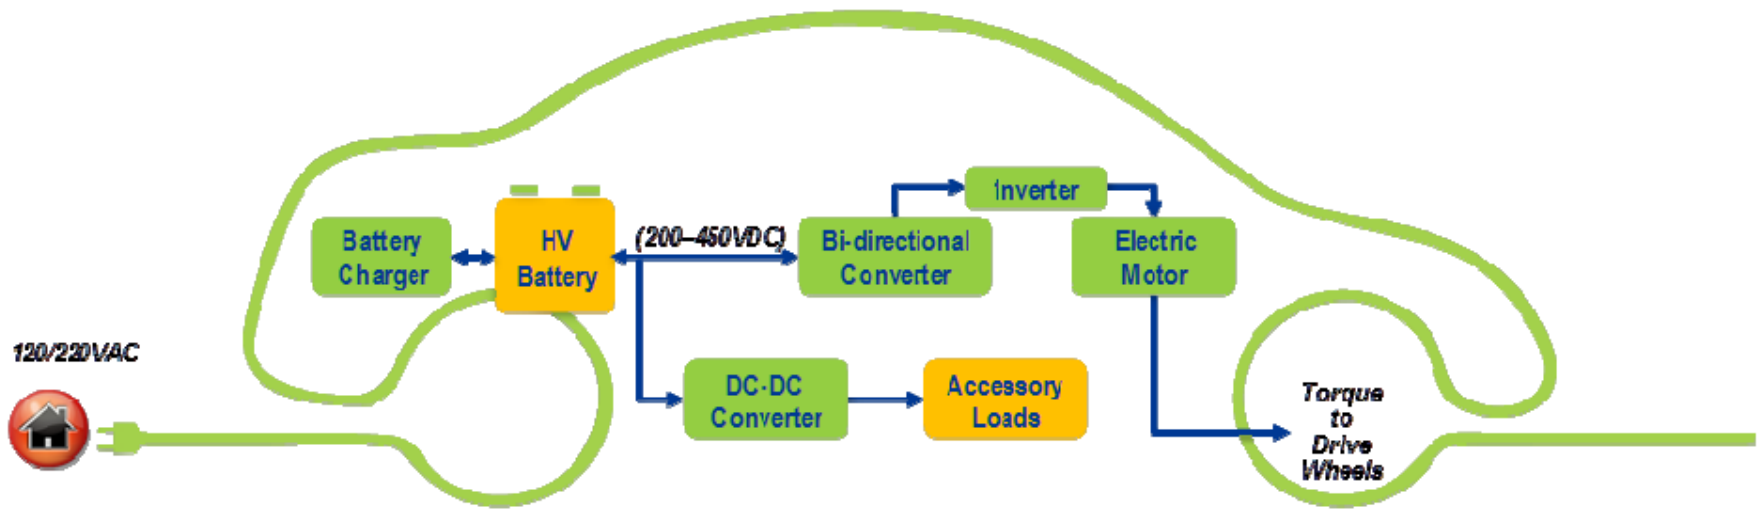 Inverter
(200–450VDC)
Battery
Charger
HV
Battery
Bi-directional
Converter
Electric
Motor
120/220VAC
DC-DC
Converter
Accessory
Loads
Torque
to
Drive
Wheels